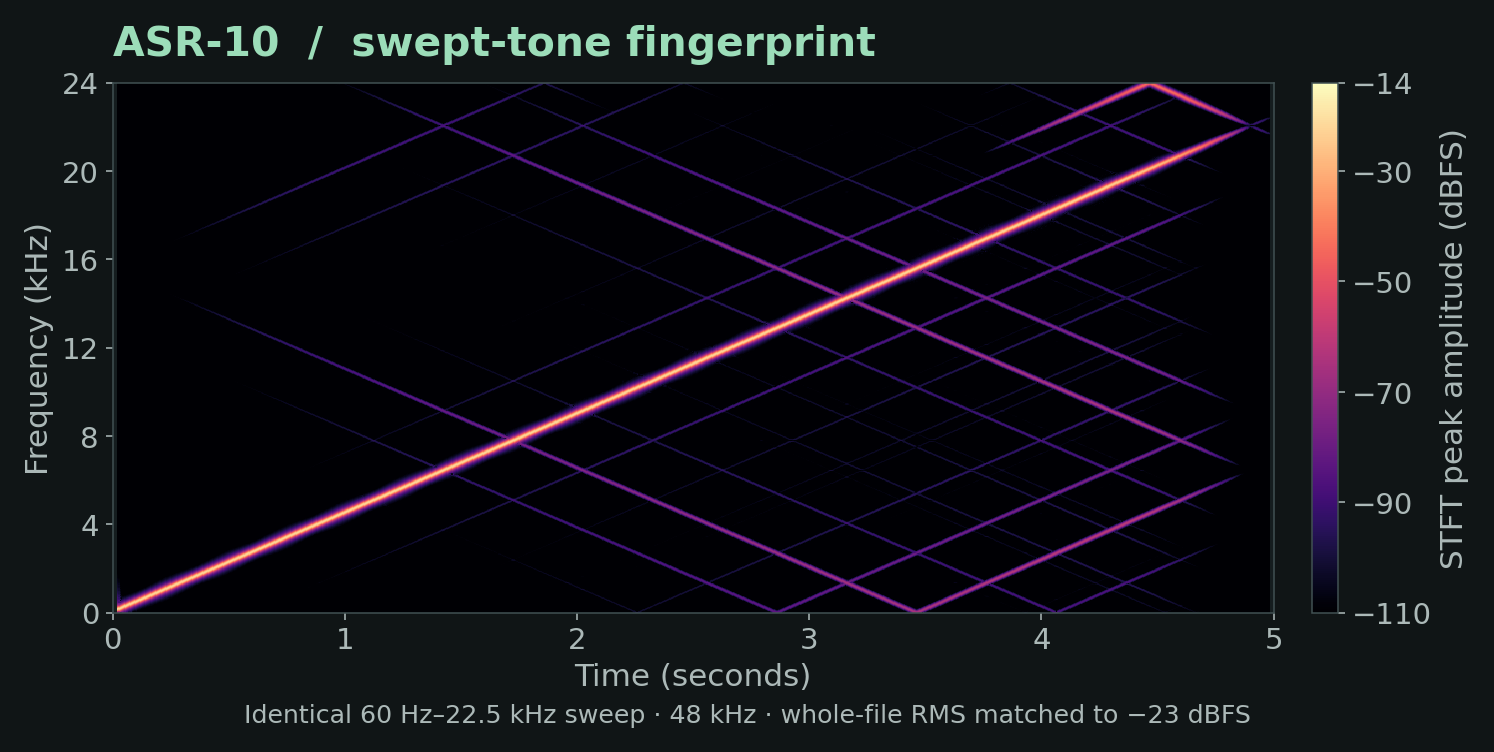 ASR-10 / swept-tone fingerprint
Frequency (kHz)
24
20
16
12
8
4
0
0 1 2 3 4 5
Time (seconds)
−14
−30
−50
−70
−90
−110
STFT peak amplitude (dBFS)
Identical 60 Hz–22.5 kHz sweep · 48 kHz · whole-file RMS matched to −23 dBFS